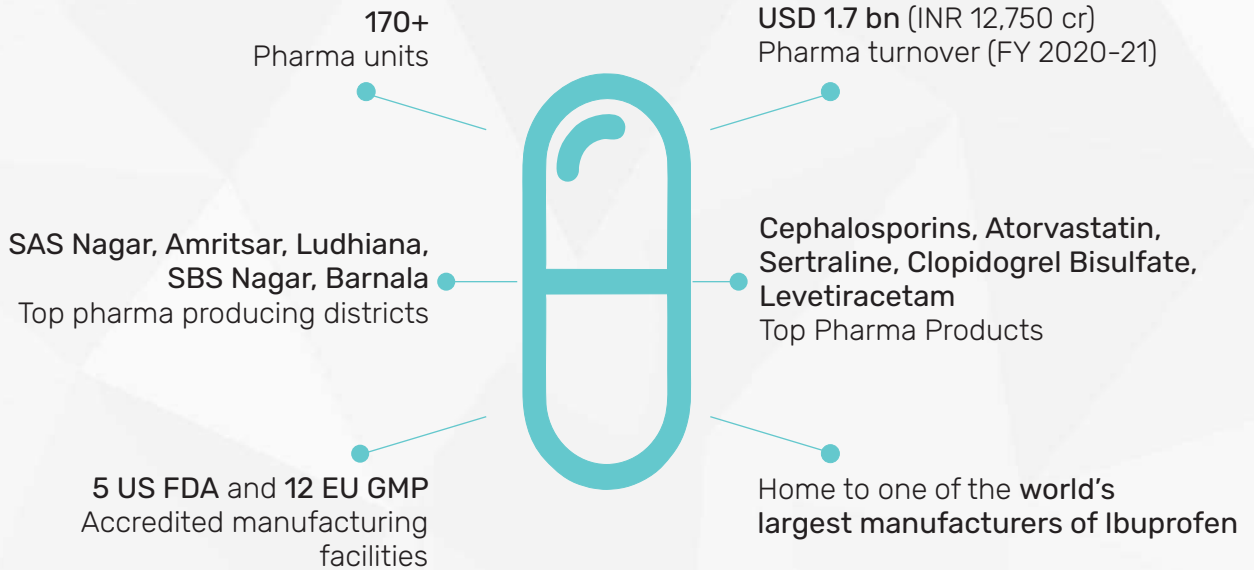 170+
Pharma units
USD 1.7 bn (INR 12,750 cr)
Pharma turnover (FY 2020-21)
SAS Nagar, Amritsar, Ludhiana,
SBS Nagar, Barnala
Top pharma producing districts
Cephalosporins, Atorvastatin,
Sertraline, Clopidogrel Bisulfate,
Levetiracetam
Top Pharma Products
5 US FDA and 12 EU GMP
Accredited manufacturing
facilities
Home to one of the world's
largest manufacturers of Ibuprofen